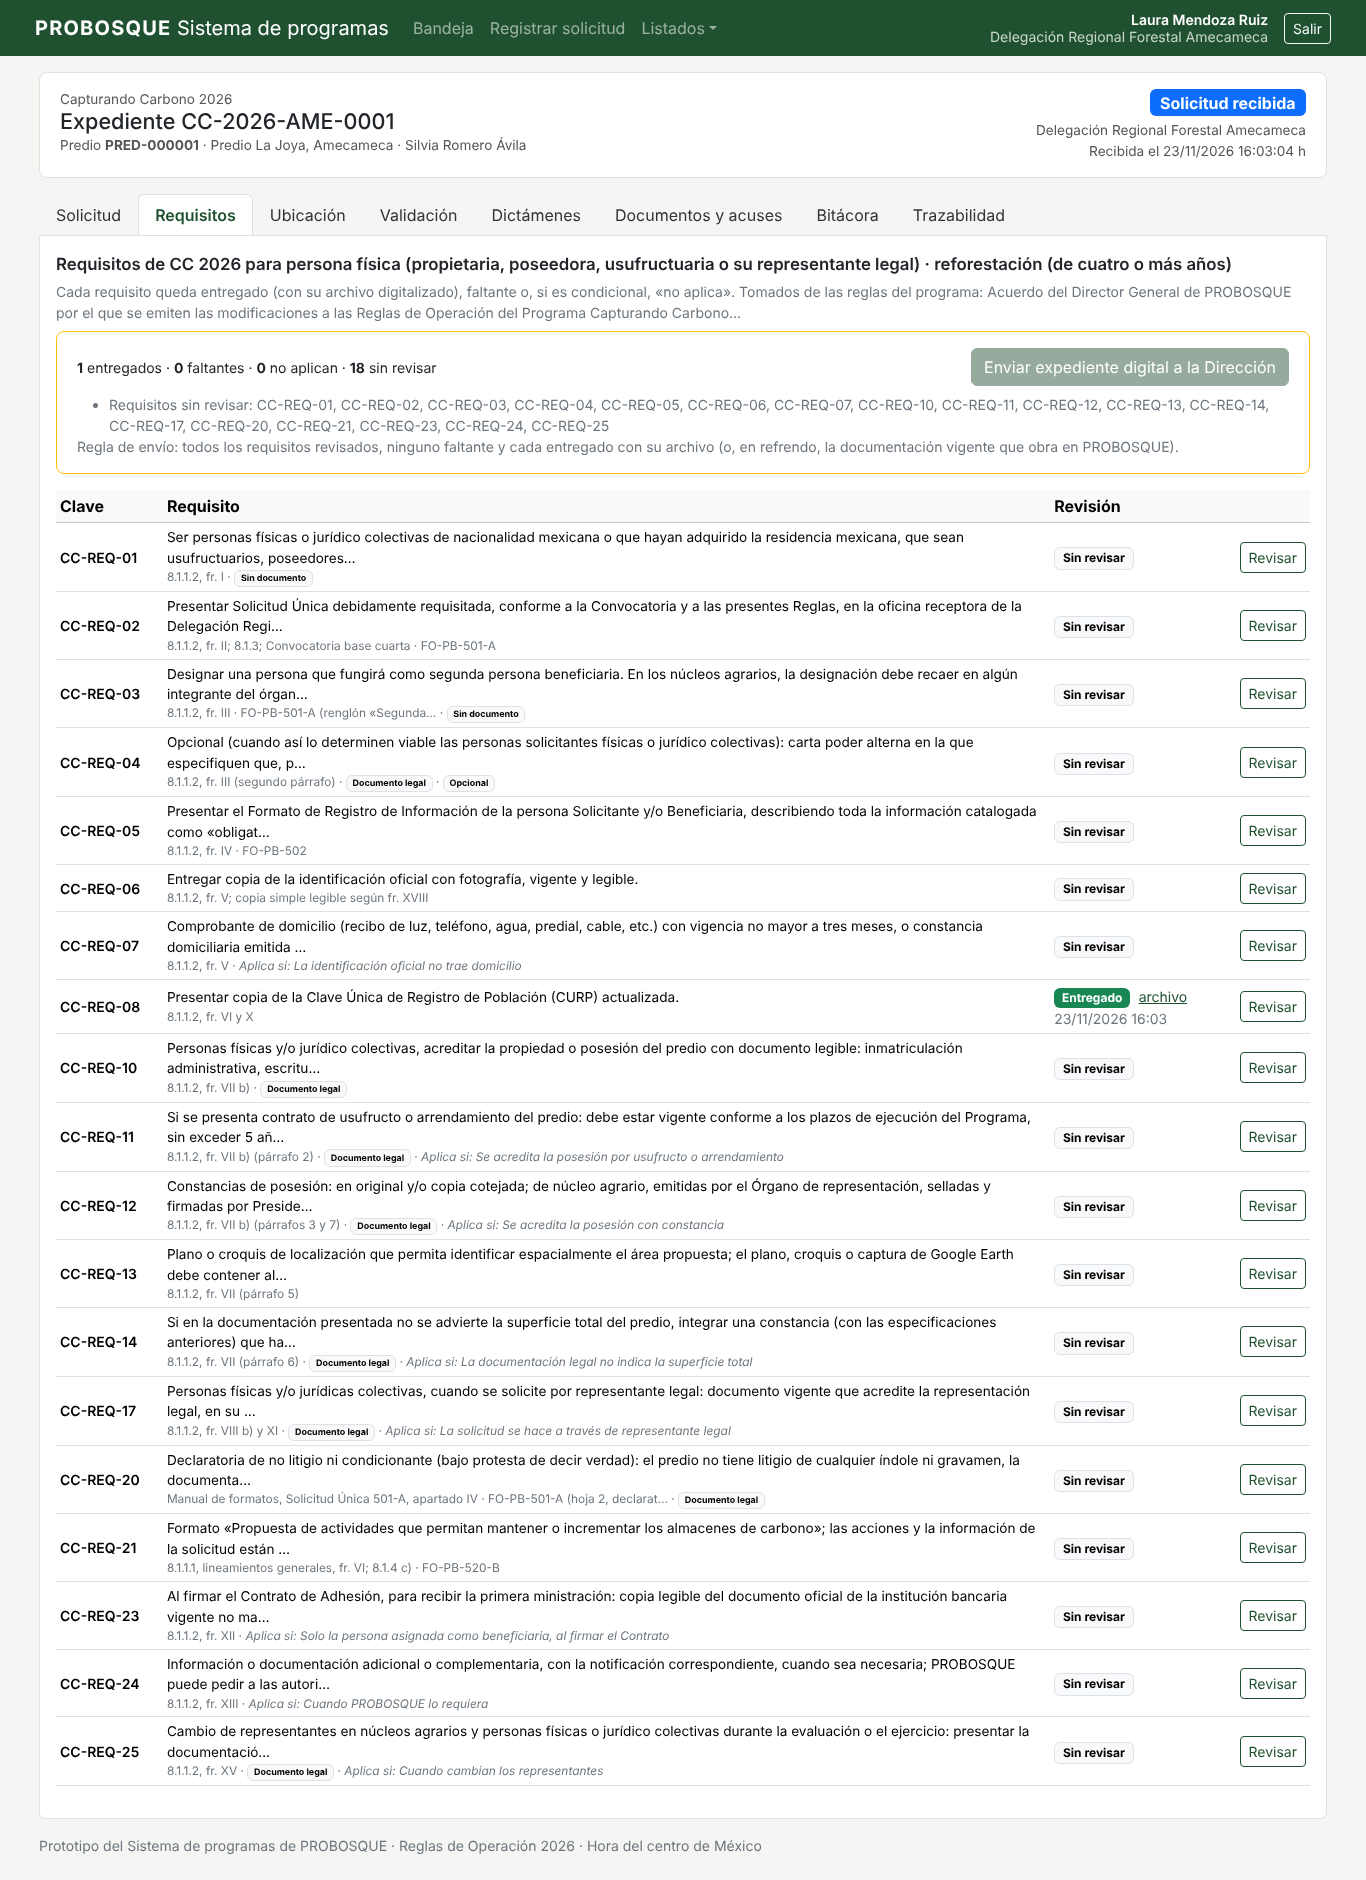 PROBOSQUE Sistema de programas Bandeja Registrar solicitud Listados
Laura Mendoza Ruiz
Delegación Regional Forestal Amecameca
Salir
Capturando Carbono 2026
Expediente CC-2026-AME-0001
Predio PRED-000001 · Predio La Joya, Amecameca · Silvia Romero Ávila
Solicitud recibida
Delegación Regional Forestal Amecameca
Recibida el 23/11/2026 16:03:04 h
Solicitud Requisitos Ubicación Validación Dictámenes Documentos y acuses Bitácora Trazabilidad
Requisitos de CC 2026 para persona física (propietaria, poseedora, usufructuaria o su representante legal) · reforestación (de cuatro o más años)
Cada requisito queda entregado (con su archivo digitalizado), faltante o, si es condicional, «no aplica». Tomados de las reglas del programa: Acuerdo del Director General de PROBOSQUE
por el que se emiten las modificaciones a las Reglas de Operación del Programa Capturando Carbono...
1 entregados · 0 faltantes · 0 no aplican · 18 sin revisar
Enviar expediente digital a la Dirección
• Requisitos sin revisar: CC-REQ-01, CC-REQ-02, CC-REQ-03, CC-REQ-04, CC-REQ-05, CC-REQ-06, CC-REQ-07, CC-REQ-10, CC-REQ-11, CC-REQ-12, CC-REQ-13, CC-REQ-14,
CC-REQ-17, CC-REQ-20, CC-REQ-21, CC-REQ-23, CC-REQ-24, CC-REQ-25
Regla de envío: todos los requisitos revisados, ninguno faltante y cada entregado con su archivo (o, en refrendo, la documentación vigente que obra en PROBOSQUE).
Clave Requisito Revisión
CC-REQ-01
Ser personas físicas o jurídico colectivas de nacionalidad mexicana o que hayan adquirido la residencia mexicana, que sean
usufructuarios, poseedores...
8.1.1.2, fr. I · Sin documento
Sin revisar
Revisar
CC-REQ-02
Presentar Solicitud Única debidamente requisitada, conforme a la Convocatoria y a las presentes Reglas, en la oficina receptora de la
Delegación Regi...
8.1.1.2, fr. II; 8.1.3; Convocatoria base cuarta · FO-PB-501-A
Sin revisar
Revisar
CC-REQ-03
Designar una persona que fungirá como segunda persona beneficiaria. En los núcleos agrarios, la designación debe recaer en algún
integrante del órgan...
8.1.1.2, fr. III · FO-PB-501-A (renglón «Segunda... · Sin documento
Sin revisar
Revisar
CC-REQ-04
Opcional (cuando así lo determinen viable las personas solicitantes físicas o jurídico colectivas): carta poder alterna en la que
especifiquen que, p...
8.1.1.2, fr. III (segundo párrafo) · Documento legal · Opcional
Sin revisar
Revisar
CC-REQ-05
Presentar el Formato de Registro de Información de la persona Solicitante y/o Beneficiaria, describiendo toda la información catalogada
como «obligat...
8.1.1.2, fr. IV · FO-PB-502
Sin revisar
Revisar
CC-REQ-06
Entregar copia de la identificación oficial con fotografía, vigente y legible.
8.1.1.2, fr. V; copia simple legible según fr. XVIII
Sin revisar
Revisar
CC-REQ-07
Comprobante de domicilio (recibo de luz, teléfono, agua, predial, cable, etc.) con vigencia no mayor a tres meses, o constancia
domiciliaria emitida ...
8.1.1.2, fr. V · Aplica si: La identificación oficial no trae domicilio
Sin revisar
Revisar
CC-REQ-08
Presentar copia de la Clave Única de Registro de Población (CURP) actualizada.
8.1.1.2, fr. VI y X
Entregado archivo
23/11/2026 16:03
Revisar
CC-REQ-10
Personas físicas y/o jurídico colectivas, acreditar la propiedad o posesión del predio con documento legible: inmatriculación
administrativa, escritu...
8.1.1.2, fr. VII b) · Documento legal
Sin revisar
Revisar
CC-REQ-11
Si se presenta contrato de usufructo o arrendamiento del predio: debe estar vigente conforme a los plazos de ejecución del Programa,
sin exceder 5 añ...
8.1.1.2, fr. VII b) (párrafo 2) · Documento legal · Aplica si: Se acredita la posesión por usufructo o arrendamiento
Sin revisar
Revisar
CC-REQ-12
Constancias de posesión: en original y/o copia cotejada; de núcleo agrario, emitidas por el Órgano de representación, selladas y
firmadas por Preside...
8.1.1.2, fr. VII b) (párrafos 3 y 7) · Documento legal · Aplica si: Se acredita la posesión con constancia
Sin revisar
Revisar
CC-REQ-13
Plano o croquis de localización que permita identificar espacialmente el área propuesta; el plano, croquis o captura de Google Earth
debe contener al...
8.1.1.2, fr. VII (párrafo 5)
Sin revisar
Revisar
CC-REQ-14
Si en la documentación presentada no se advierte la superficie total del predio, integrar una constancia (con las especificaciones
anteriores) que ha...
8.1.1.2, fr. VII (párrafo 6) · Documento legal · Aplica si: La documentación legal no indica la superficie total
Sin revisar
Revisar
CC-REQ-17
Personas físicas y/o jurídicas colectivas, cuando se solicite por representante legal: documento vigente que acredite la representación
legal, en su ...
8.1.1.2, fr. VIII b) y XI · Documento legal · Aplica si: La solicitud se hace a través de representante legal
Sin revisar
Revisar
CC-REQ-20
Declaratoria de no litigio ni condicionante (bajo protesta de decir verdad): el predio no tiene litigio de cualquier índole ni gravamen, la
documenta...
Manual de formatos, Solicitud Única 501-A, apartado IV · FO-PB-501-A (hoja 2, declarat... · Documento legal
Sin revisar
Revisar
CC-REQ-21
Formato «Propuesta de actividades que permitan mantener o incrementar los almacenes de carbono»; las acciones y la información de
la solicitud están ...
8.1.1.1, lineamientos generales, fr. VI; 8.1.4 c) · FO-PB-520-B
Sin revisar
Revisar
CC-REQ-23
Al firmar el Contrato de Adhesión, para recibir la primera ministración: copia legible del documento oficial de la institución bancaria
vigente no ma...
8.1.1.2, fr. XII · Aplica si: Solo la persona asignada como beneficiaria, al firmar el Contrato
Sin revisar
Revisar
CC-REQ-24
Información o documentación adicional o complementaria, con la notificación correspondiente, cuando sea necesaria; PROBOSQUE
puede pedir a las autori...
8.1.1.2, fr. XIII · Aplica si: Cuando PROBOSQUE lo requiera
Sin revisar
Revisar
CC-REQ-25
Cambio de representantes en núcleos agrarios y personas físicas o jurídico colectivas durante la evaluación o el ejercicio: presentar la
documentació...
8.1.1.2, fr. XV · Documento legal · Aplica si: Cuando cambian los representantes
Sin revisar
Revisar
Prototipo del Sistema de programas de PROBOSQUE · Reglas de Operación 2026 · Hora del centro de México